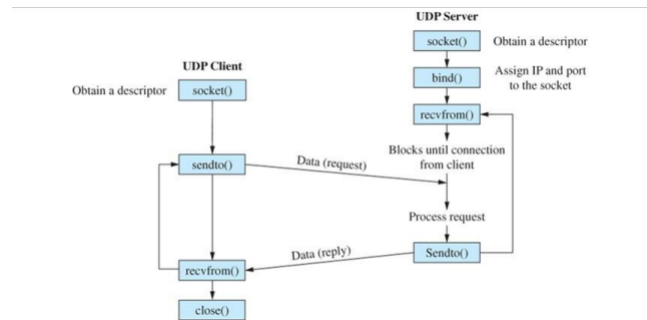 UDP Server
socket()
Obtain a descriptor
UDP Client
bind()
Assign IP and port
to the socket
Obtain a descriptor
socket()
recvfrom()
Blocks until connection
from client
sendto()
Data (request)
Process request
Data (reply)
Sendto()
recvfrom()
close()